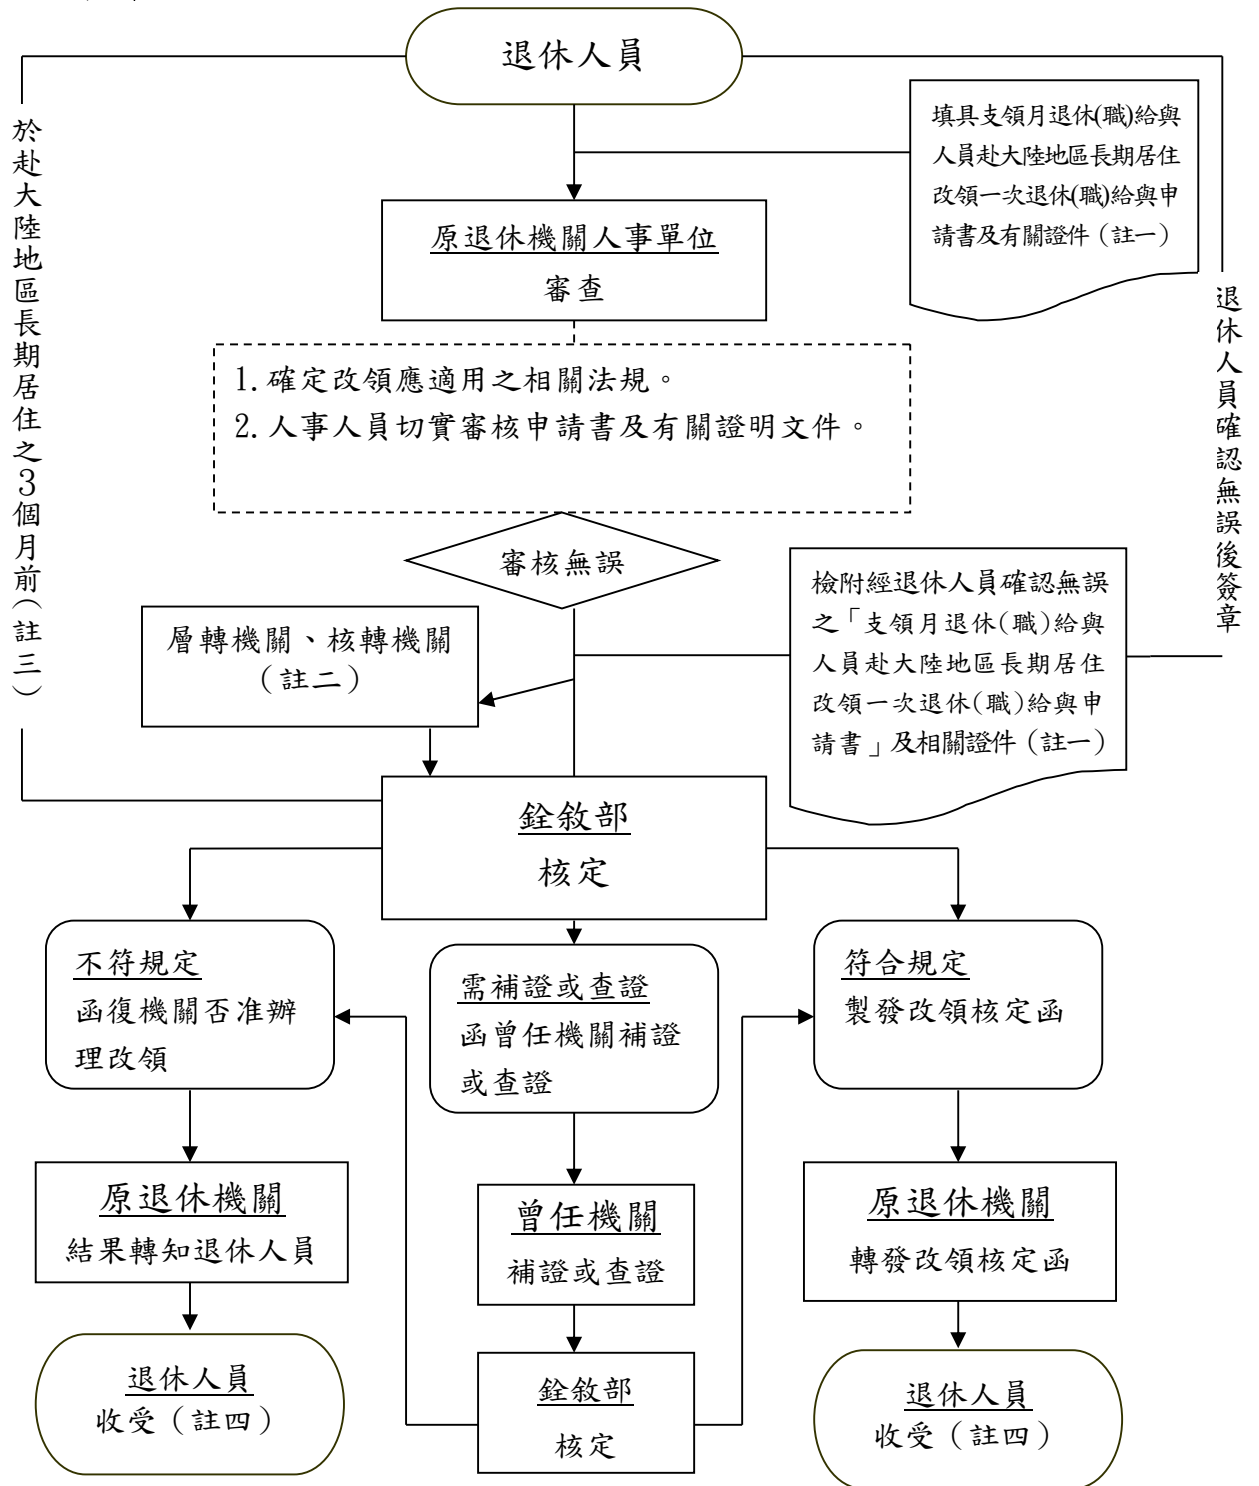 退休人員
填具支領月退休(職)給與
人員赴大陸地區長期居住
改領一次退休(職)給與申
請書及有關證件（註一）
於赴大陸地區長期居住之3個月前（註三）
原退休機關人事單位
審查
退休人員確認無誤後簽章
1.確定改領應適用之相關法規。
2.人事人員切實審核申請書及有關證明文件。
審核無誤
檢附經退休人員確認無誤
之「支領月退休(職)給與
人員赴大陸地區長期居住
改領一次退休(職)給與申
請書」及相關證件（註一）
層轉機關、核轉機關
（註二）
銓敘部
核定
不符規定
函復機關否准辦
理改領
需補證或查證
函曾任機關補證
或查證
符合規定
製發改領核定函
原退休機關
結果轉知退休人員
曾任機關
補證或查證
原退休機關
轉發改領核定函
退休人員
收受（註四）
銓敘部
核定
退休人員
收受（註四）